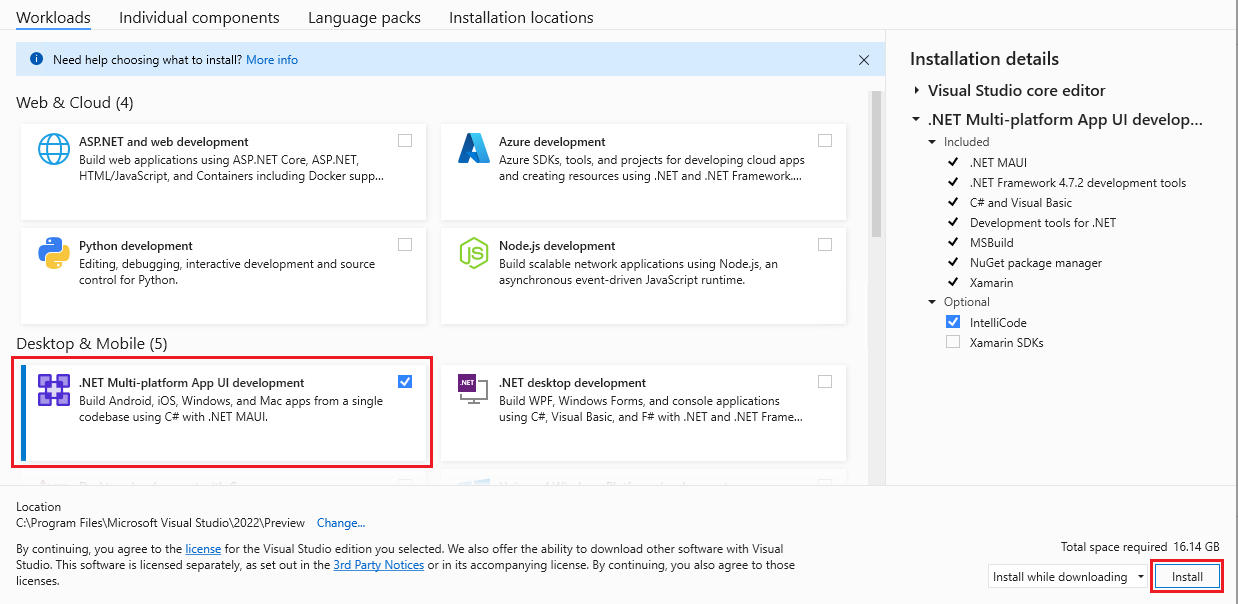 Workloads Individual components Language packs Installation locations
Need help choosing what to install? More info
Web & Cloud (4)
ASP.NET and web development
Build web applications using ASP.NET Core, ASP.NET,
HTML/JavaScript, and Containers including Docker supp...
Azure development
Azure SDKs, tools, and projects for developing cloud apps
and creating resources using .NET and .NET Framework....
Python development
Editing, debugging, interactive development and source
control for Python.
JS
Node.js development
Build scalable network applications using Node.js, an
asynchronous event-driven JavaScript runtime.
Desktop & Mobile (5)
.NET Multi-platform App UI development
Build Android, iOS, Windows, and Mac apps from a single
codebase using C# with .NET MAUI.
.NET
.NET desktop development
Build WPF, Windows Forms, and console applications
using C#, Visual Basic, and F# with .NET and .NET Frame...
Installation details
Visual Studio core editor
.NET Multi-platform App UI develop...
Included
.NET MAUI
.NET Framework 4.7.2 development tools
C# and Visual Basic
Development tools for .NET
MSBuild
NuGet package manager
Xamarin
Optional
IntelliCode
Xamarin SDKs
Location
C:\Program Files\Microsoft Visual Studio\2022\Preview Change...
By continuing, you agree to the license for the Visual Studio edition you selected. We also offer the ability to download other software with Visual
Studio. This software is licensed separately, as set out in the 3rd Party Notices or in its accompanying license. By continuing, you also agree to those
licenses.
Total space required 16.14 GB
Install while downloading
Install